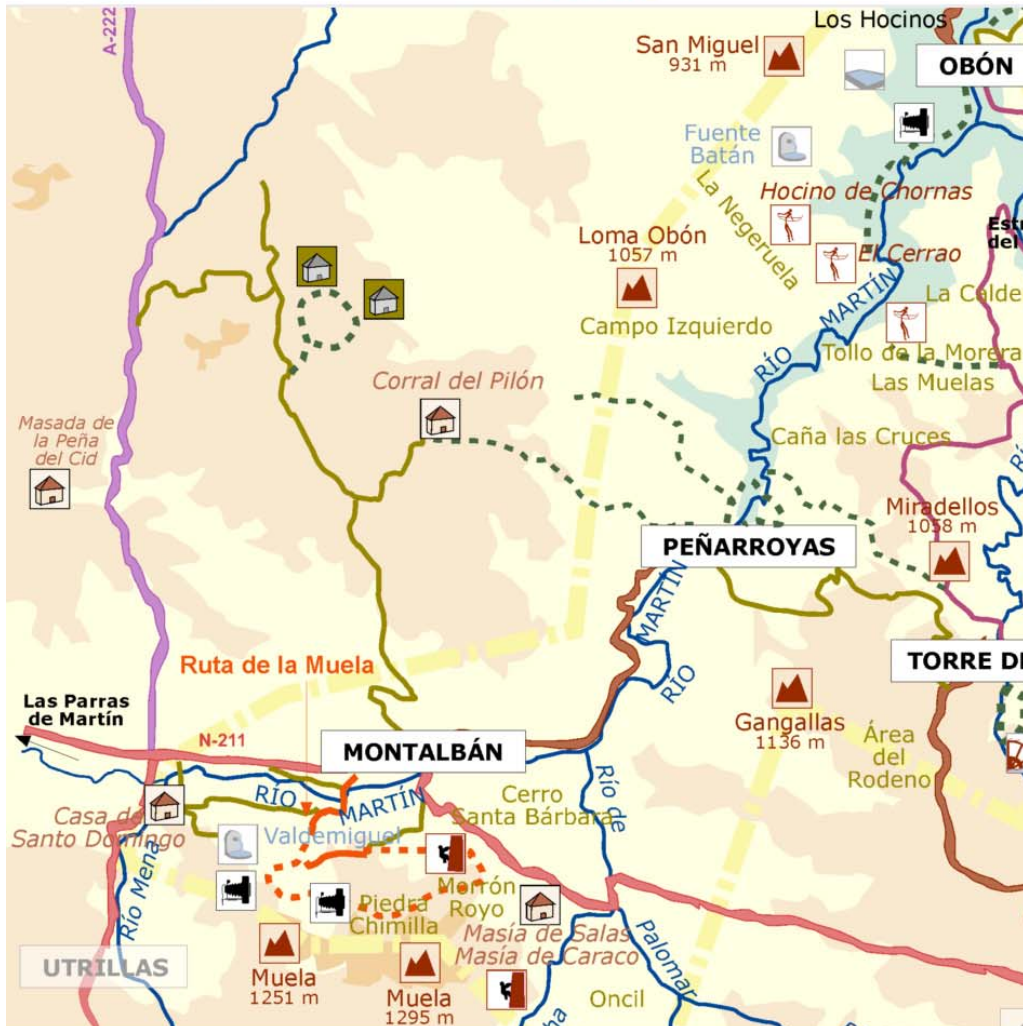 A-222
Los Hocinos
San Miguel
931 m
OBÓN
Fuente
Batán
La Negeruela
Hocino de Chornas
Loma Obón
1057 m
El Cerrao
del
MARTÍN
RÍO
Campo Izquierdo
Tollo de la Morera
Las Muelas
Corral del Pilón
Masada de
la Peña
del Cid
Caña las Cruces
Miradellos
1058 m
PEÑARROYAS
MARTÍN
RÍO
Ruta de la Muela
TORRE DE
Las Parras
de Martín
N-211
Gangallas
1136 m
MONTALBÁN
Área
del
Rodeno
RÍO MARTÍN
Río de
Cerro
Santa Bárbara
Casa de
Santo Domingo
Valdemiguel
Río Mena
Morrón
Royo
Piedra
Chimilla
Masía de Salas
Masía de Caraco
Palomar
UTRILLAS
Muela
1251 m
Muela
1295 m
Oncil